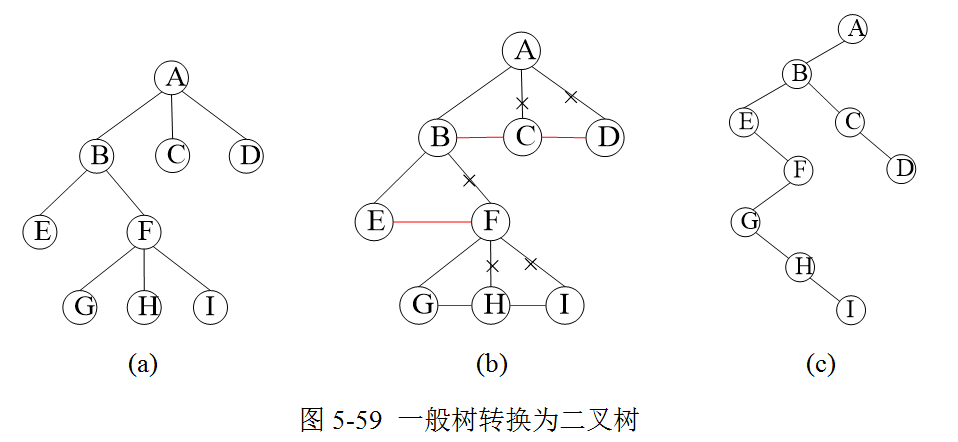 A
B C D
E F
G H I
(a)
A
B C D
E F
G H I
(b)
A
B
E C
F D
G
H
I
(c)
图 5-59 一般树转换为二叉树